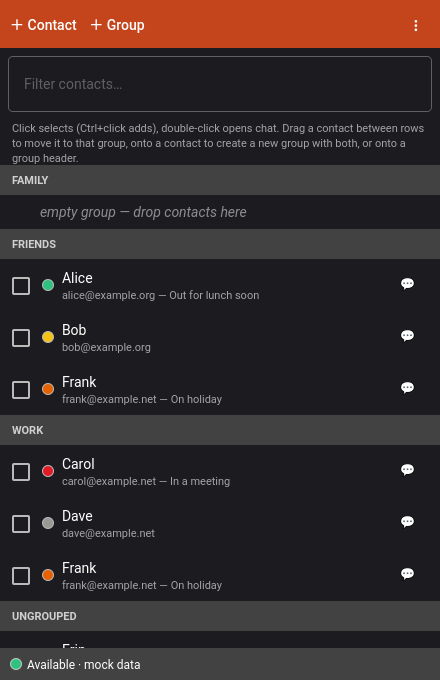 + Contact + Group
Filter contacts…
Click selects (Ctrl+click adds), double-click opens chat. Drag a contact between rows
to move it to that group, onto a contact to create a new group with both, or onto a
group header.
FAMILY
empty group — drop contacts here
FRIENDS
Alice
alice@example.org — Out for lunch soon
Bob
bob@example.org
Frank
frank@example.net — On holiday
WORK
Carol
carol@example.net — In a meeting
Dave
dave@example.net
Frank
frank@example.net — On holiday
UNGROUPED
Available · mock data